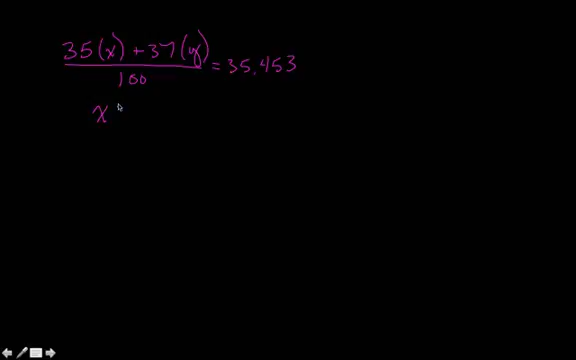 35(x) + 37(y)
100
= 35.453
x